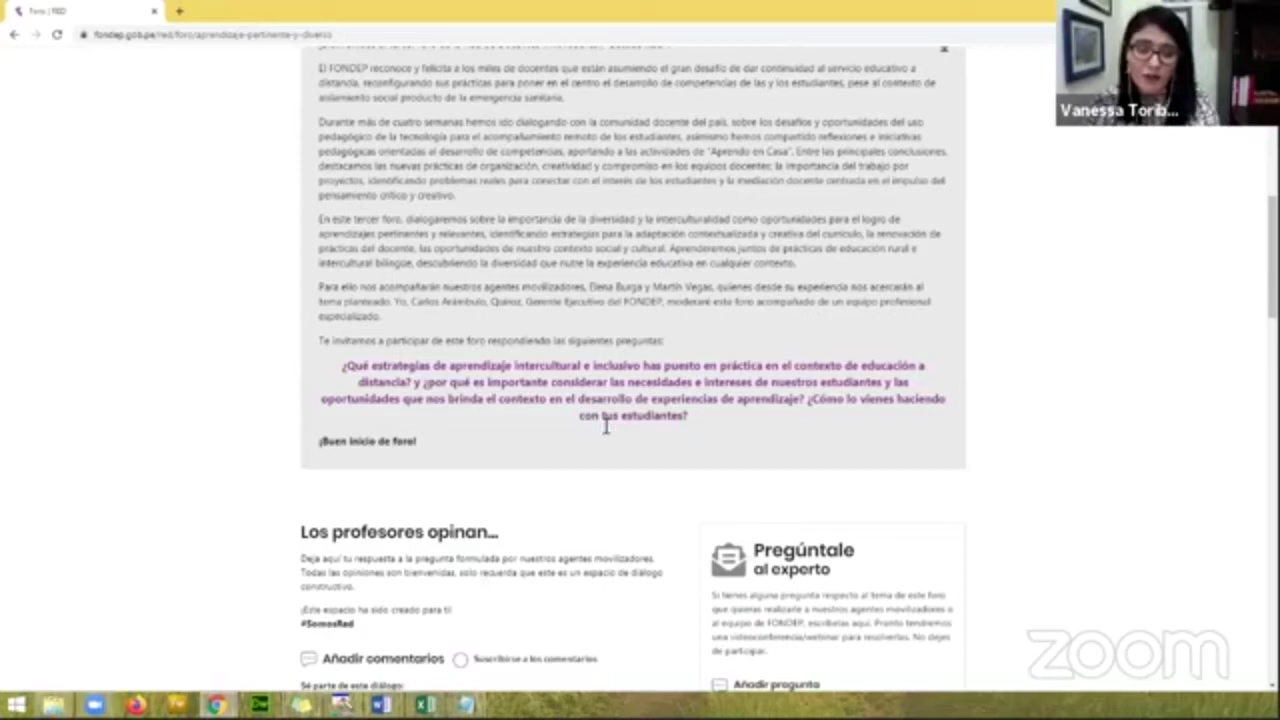 Foro | RED
fondep.gob.pe/red/foro/aprendizaje-pertinente-y-diverso
Vanessa Torib...
El FONDEP reconoce y felicita a los miles de docentes que están asumiendo el gran desafío de dar continuidad al servicio educativo a
distancia, reconfigurando sus prácticas para poner en el centro el desarrollo de competencias de las y los estudiantes, pese al contexto de
aislamiento social producto de la emergencia sanitaria.
Durante más de cuatro semanas hemos ido dialogando con la comunidad docente del país, sobre los desafíos y oportunidades del uso
pedagógico de la tecnología para el acompañamiento remoto de los estudiantes, asimismo hemos compartido reflexiones e iniciativas
pedagógicas orientadas al desarrollo de competencias, aportando a las actividades de "Aprendo en Casa". Entre las principales conclusiones,
destacamos las nuevas prácticas de organización, creatividad y compromiso en los equipos docentes; la importancia del trabajo por
proyectos, identificando problemas reales para conectar con el interés de los estudiantes y la mediación docente centrada en el impulso del
pensamiento crítico y creativo.
En este tercer foro, dialogaremos sobre la importancia de la diversidad y la interculturalidad como oportunidades para el logro de
aprendizajes pertinentes y relevantes, identificando estrategias para la adaptación contextualizada y creativa del currículo, la renovación de
prácticas del docente, las oportunidades de nuestro contexto social y cultural. Aprenderemos juntos de prácticas de educación rural e
intercultural bilingüe, descubriendo la diversidad que nutre la experiencia educativa en cualquier contexto.
Para ello nos acompañarán nuestros agentes movilizadores, Elena Burga y Martín Vegas, quienes desde su experiencia nos acercarán al
tema planteado. Yo, Carlos Arámbulo, Quiroz, Gerente Ejecutivo del FONDEP, moderaré este foro acompañado de un equipo profesional
especializado.
Te invitamos a participar de este foro respondiendo las siguientes preguntas:
¿Qué estrategias de aprendizaje intercultural e inclusivo has puesto en práctica en el contexto de educación a
distancia? y ¿por qué es importante considerar las necesidades e intereses de nuestros estudiantes y las
oportunidades que nos brinda el contexto en el desarrollo de experiencias de aprendizaje? ¿Cómo lo vienes haciendo
con tus estudiantes?
¡Buen inicio de foro!
Los profesores opinan...
Deja aquí tu respuesta a la pregunta formulada por nuestros agentes movilizadores.
Todas las opiniones son bienvenidas, solo recuerda que este es un espacio de diálogo
constructivo.
¡Este espacio ha sido creado para ti!
#SomosRed
Añadir comentarios
Suscribirse a los comentarios
Sé parte de este diálogo:
Pregúntale
al experto
Si tienes alguna pregunta respecto al tema de este foro
que quieras realizarle a nuestros agentes movilizadores o
al equipo de FONDEP, escríbelas aquí. Pronto tendremos
una videoconferencia/webinar para resolverlas. No dejes
de participar.
Añadir pregunta
zoom